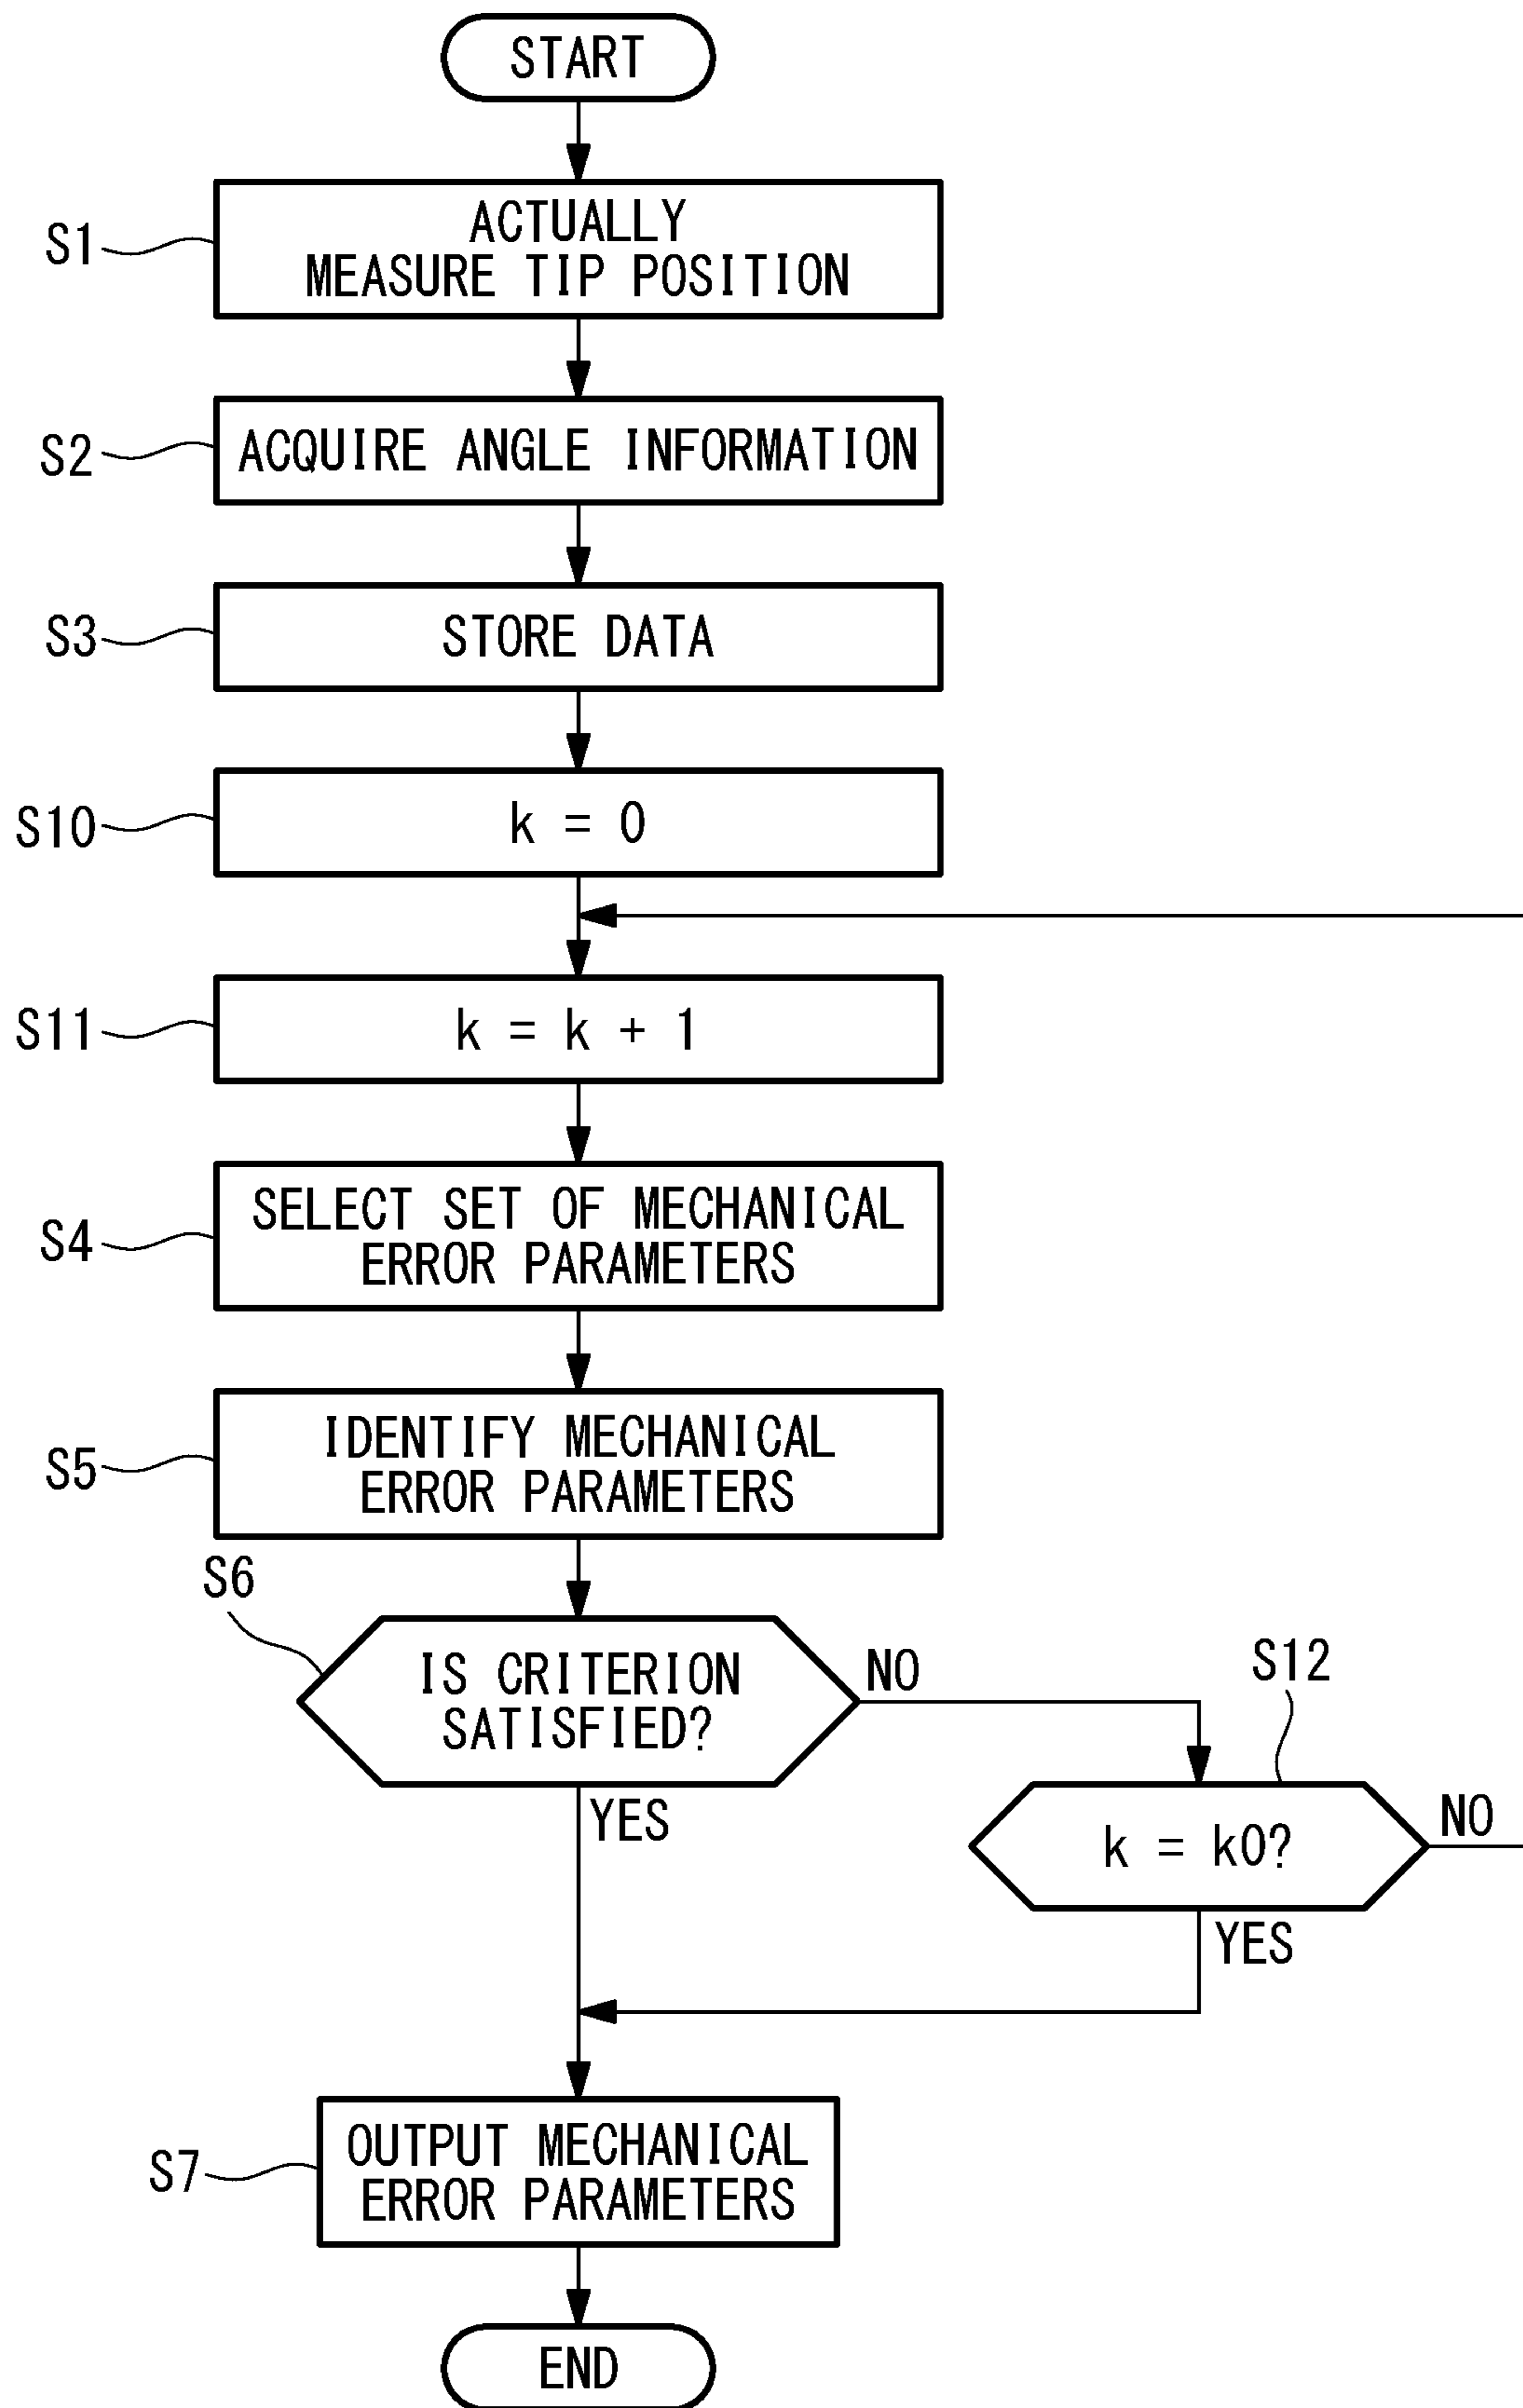 START
S1
ACTUALLY
MEASURE TIP POSITION
S2
ACQUIRE ANGLE INFORMATION
S3
STORE DATA
S10
k = 0
S11
k = k + 1
S4
SELECT SET OF MECHANICAL
ERROR PARAMETERS
S5
IDENTIFY MECHANICAL
ERROR PARAMETERS
S6
IS CRITERION
SATISFIED?
NO
S12
YES
k = k0?
NO
YES
S7
OUTPUT MECHANICAL
ERROR PARAMETERS
END